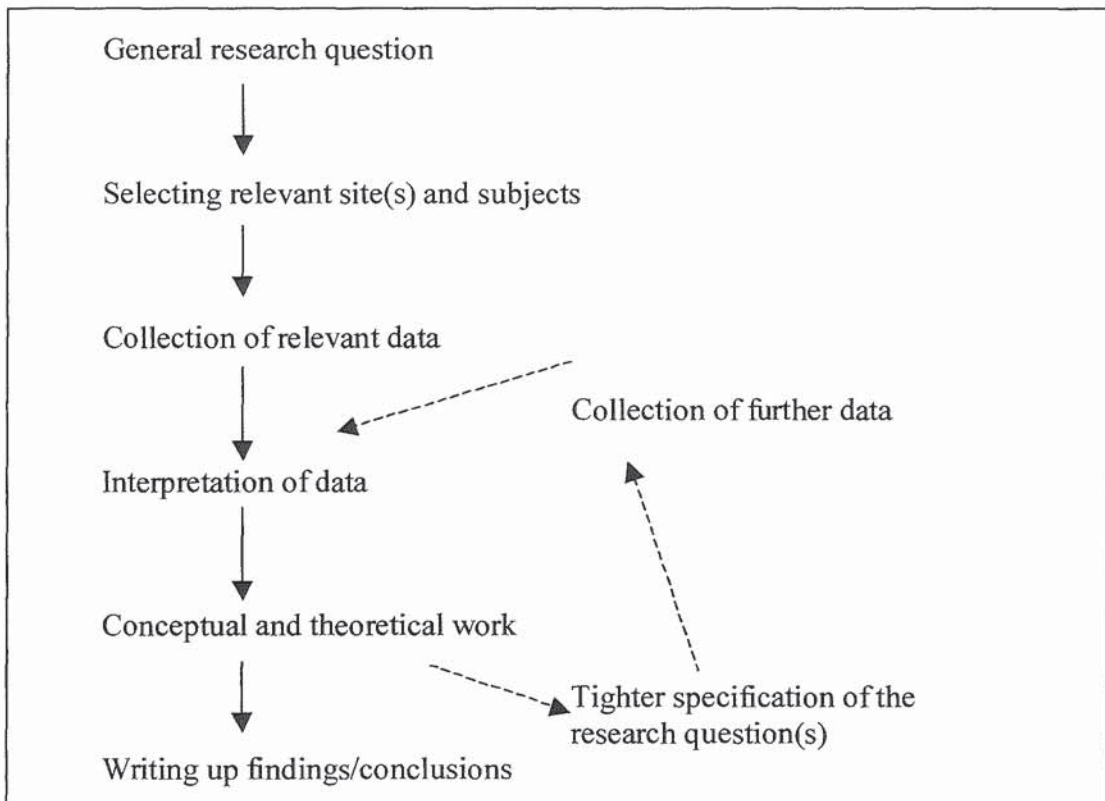 General research question
Selecting relevant site(s) and subjects
Collection of relevant data
Collection of further data
Interpretation of data
Conceptual and theoretical work
Tighter specification of the
research question(s)
Writing up findings/conclusions